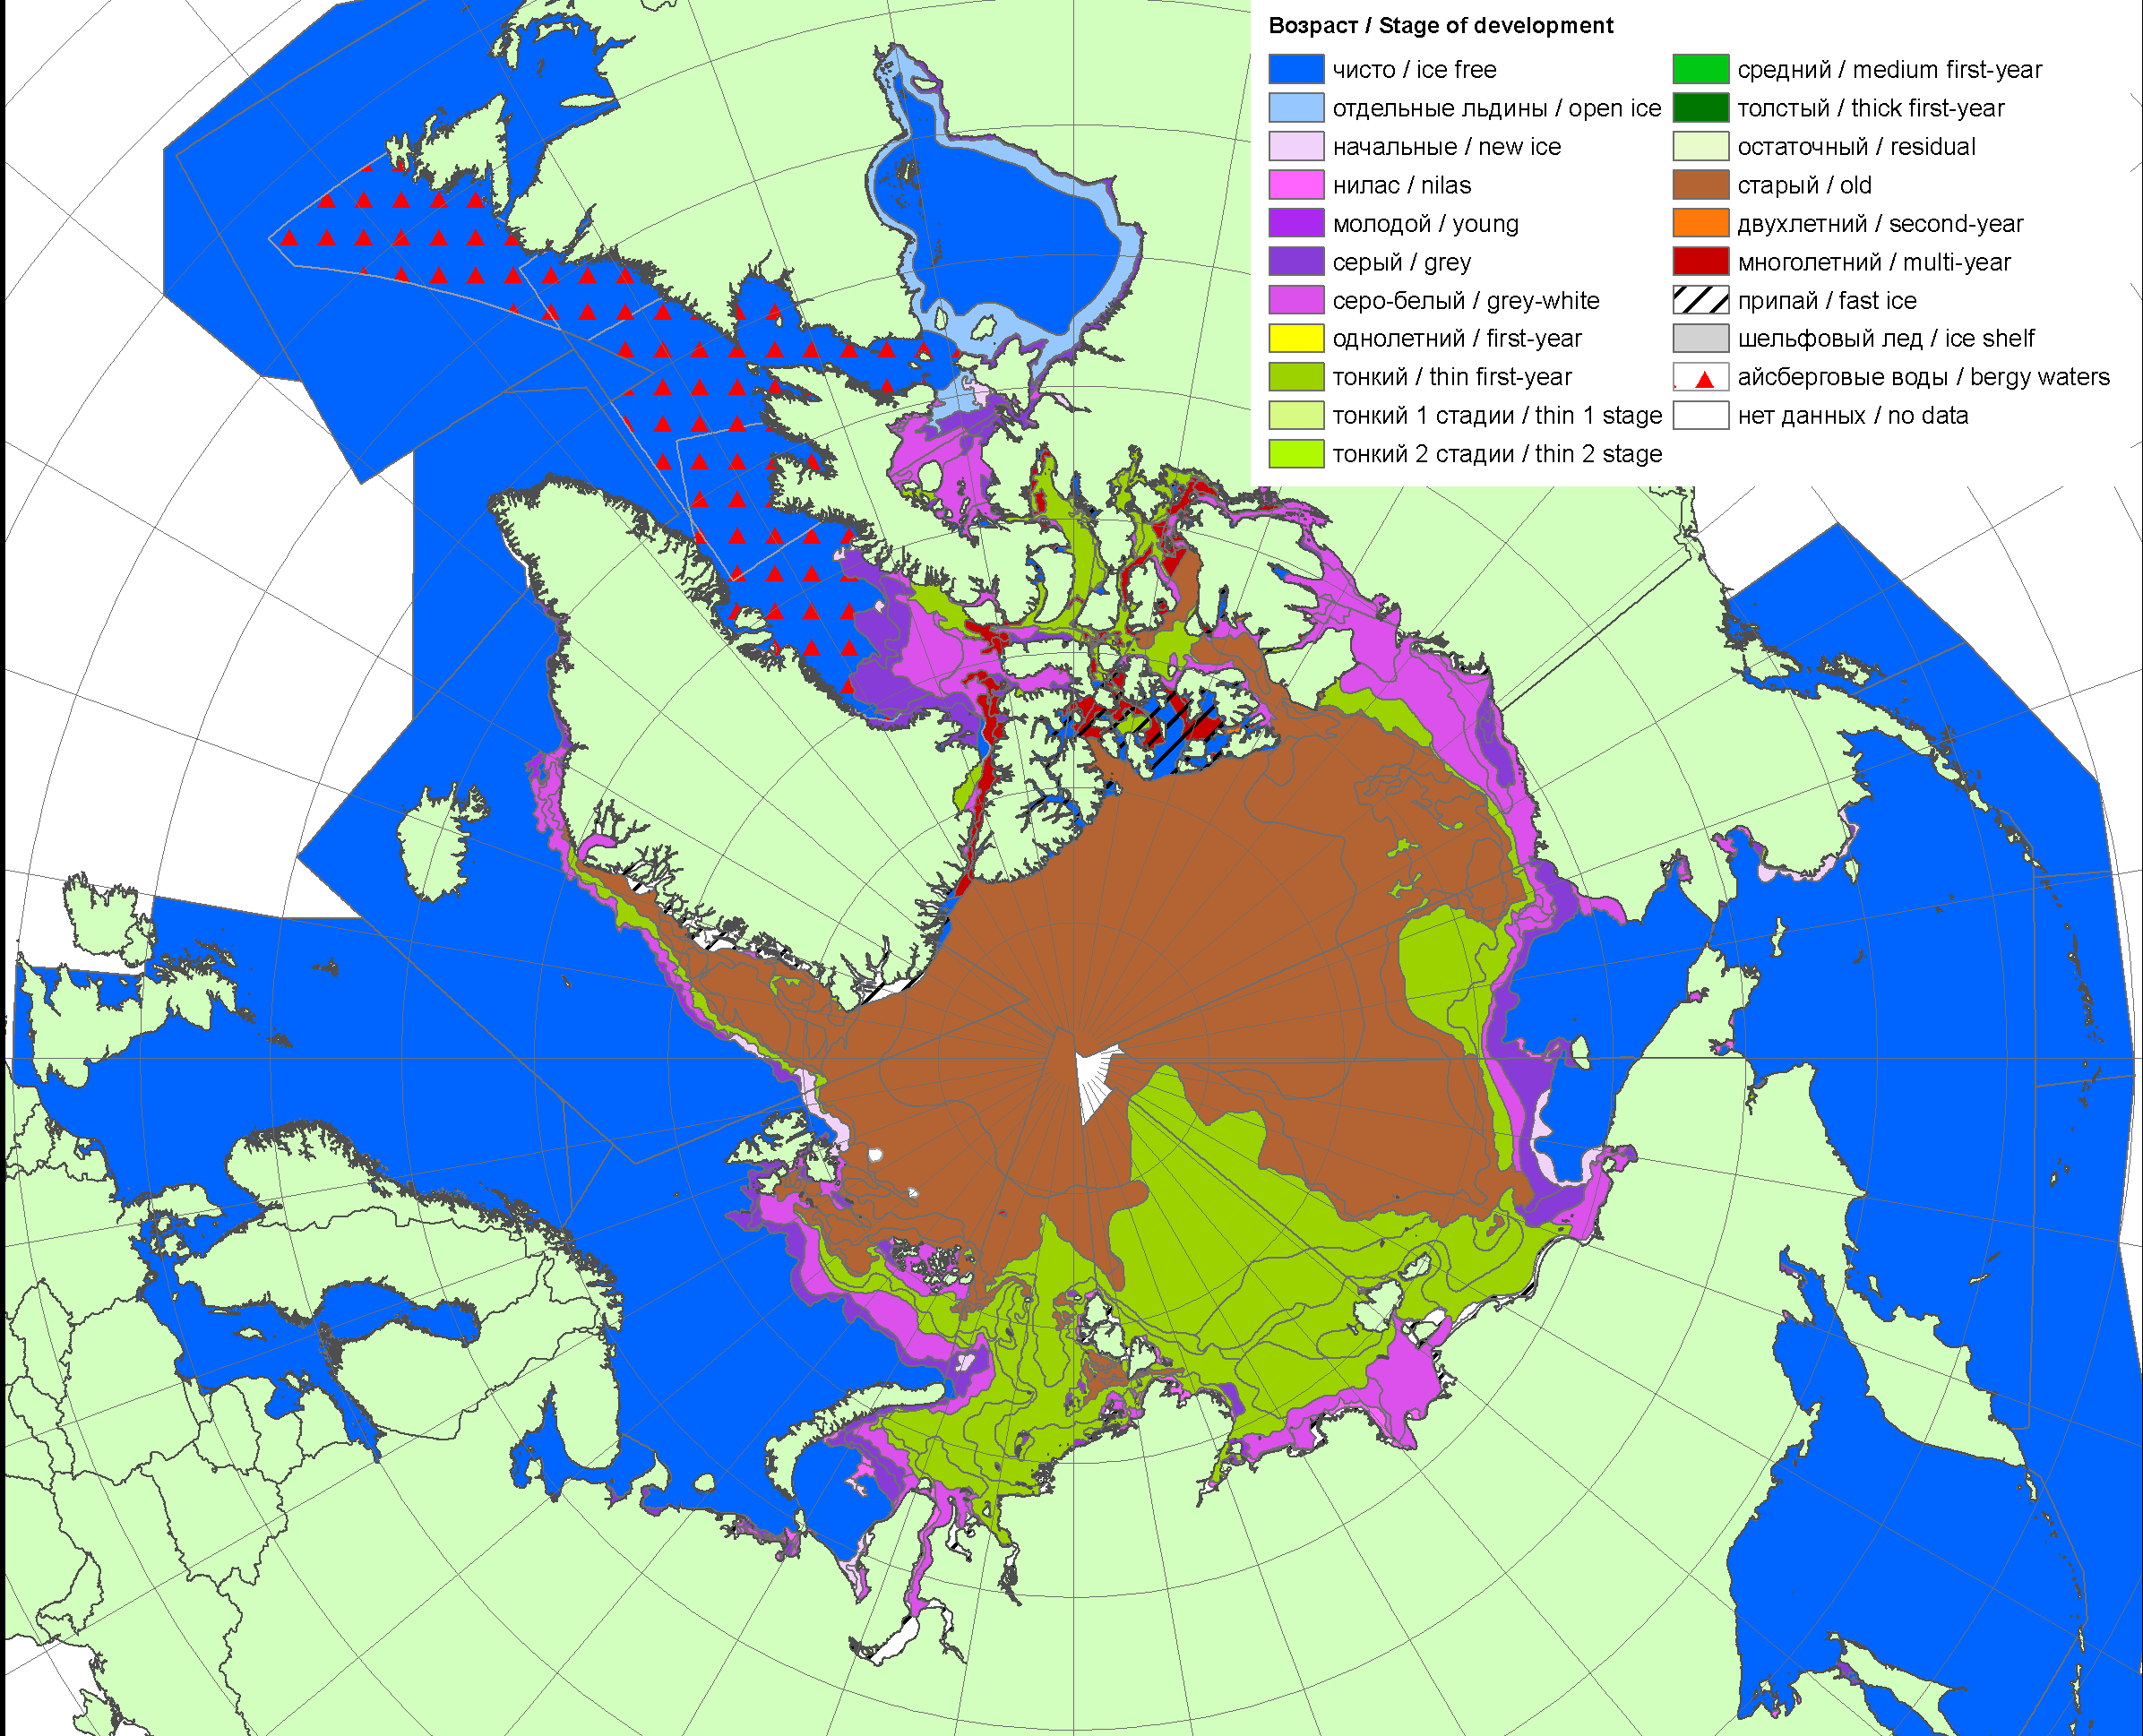 Возраст / Stage of development
чисто / ice free
отдельные льдины / open ice
начальные / new ice
нилас / nilas
молодой / young
серый / grey
серо-белый / grey-white
однолетний / first-year
тонкий / thin first-year
тонкий 1 стадии / thin 1 stage
тонкий 2 стадии / thin 2 stage
средний / medium first-year
толстый / thick first-year
остаточный / residual
старый / old
двухлетний / second-year
многолетний / multi-year
припай / fast ice
шельфовый лед / ice shelf
айсберговые воды / bergy waters
нет данных / no data